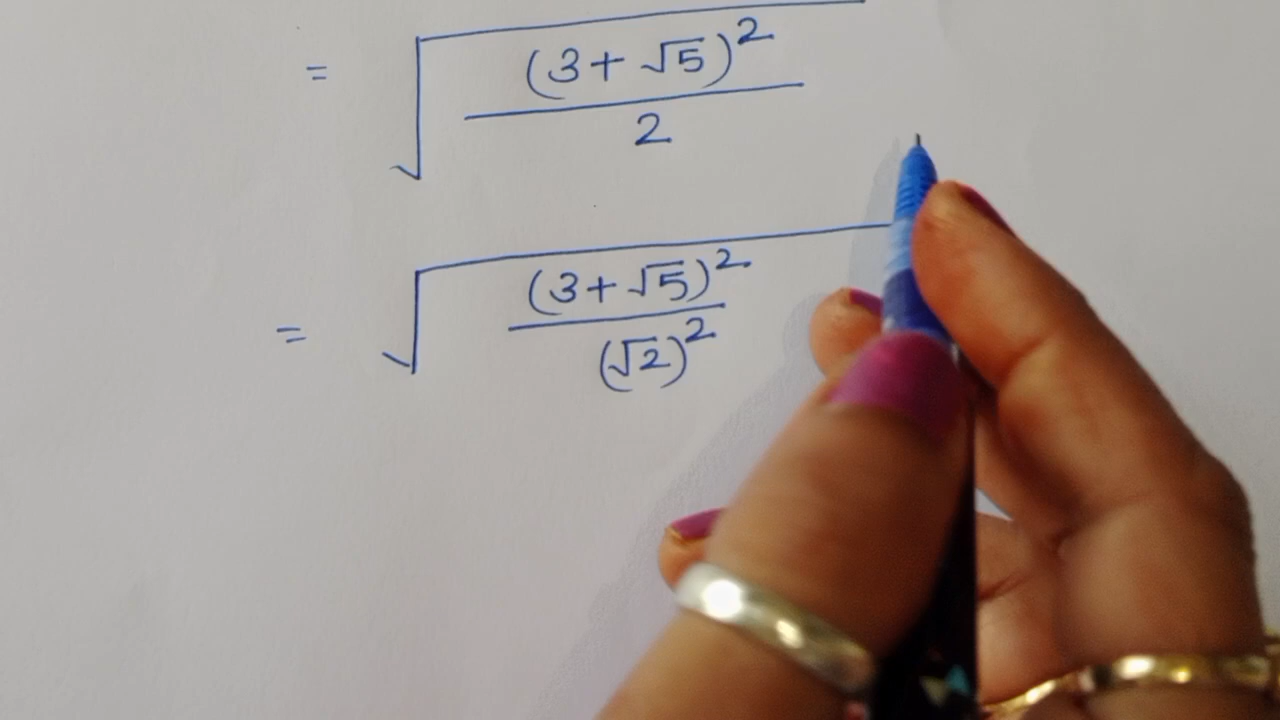 = √((3+√5)² / 2)
= √((3+√5)² / (√2)²)